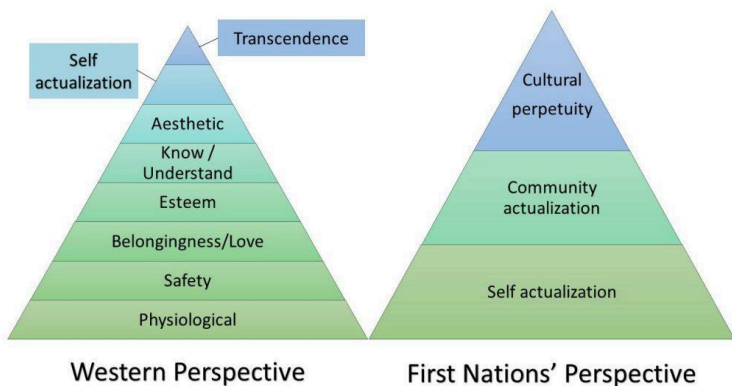 Transcendence
Self
actualization
Aesthetic
Know /
Understand
Esteem
Belongingness/Love
Safety
Physiological
Western Perspective
Cultural
perpetuity
Community
actualization
Self actualization
First Nations’ Perspective